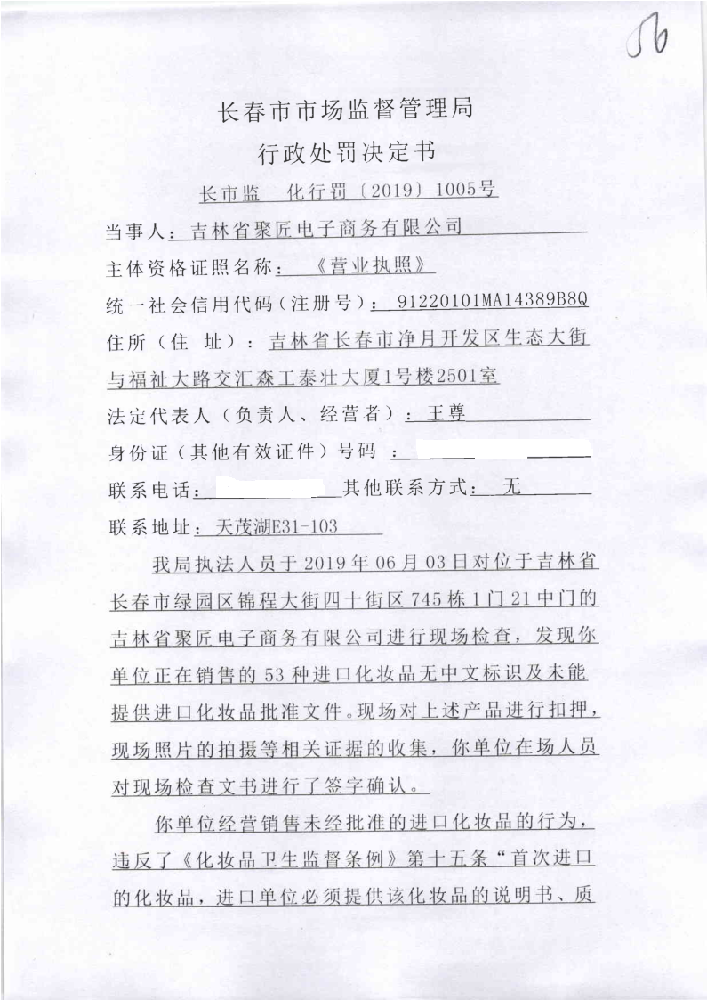 56
长春市市场监督管理局
行政处罚决定书
长市监 化行罚〔2019〕1005号
当事人：吉林省聚匠电子商务有限公司
主体资格证照名称：《营业执照》
统一社会信用代码（注册号）：91220101MA14389B8Q
住所（住 址）：吉林省长春市净月开发区生态大街
与福祉大路交汇森工泰壮大厦1号楼2501室
法定代表人（负责人、经营者）：王尊
身份证（其他有效证件）号码：
联系电话： 其他联系方式：无
联系地址：天茂湖E31-103
我局执法人员于2019年06月03日对位于吉林省
长春市绿园区锦程大街四十街区745栋1门21中门的
吉林省聚匠电子商务有限公司进行现场检查，发现你
单位正在销售的53种进口化妆品无中文标识及未能
提供进口化妆品批准文件。现场对上述产品进行扣押，
现场照片的拍摄等相关证据的收集，你单位在场人员
对现场检查文书进行了签字确认。
你单位经营销售未经批准的进口化妆品的行为，
违反了《化妆品卫生监督条例》第十五条“首次进口
的化妆品，进口单位必须提供该化妆品的说明书、质